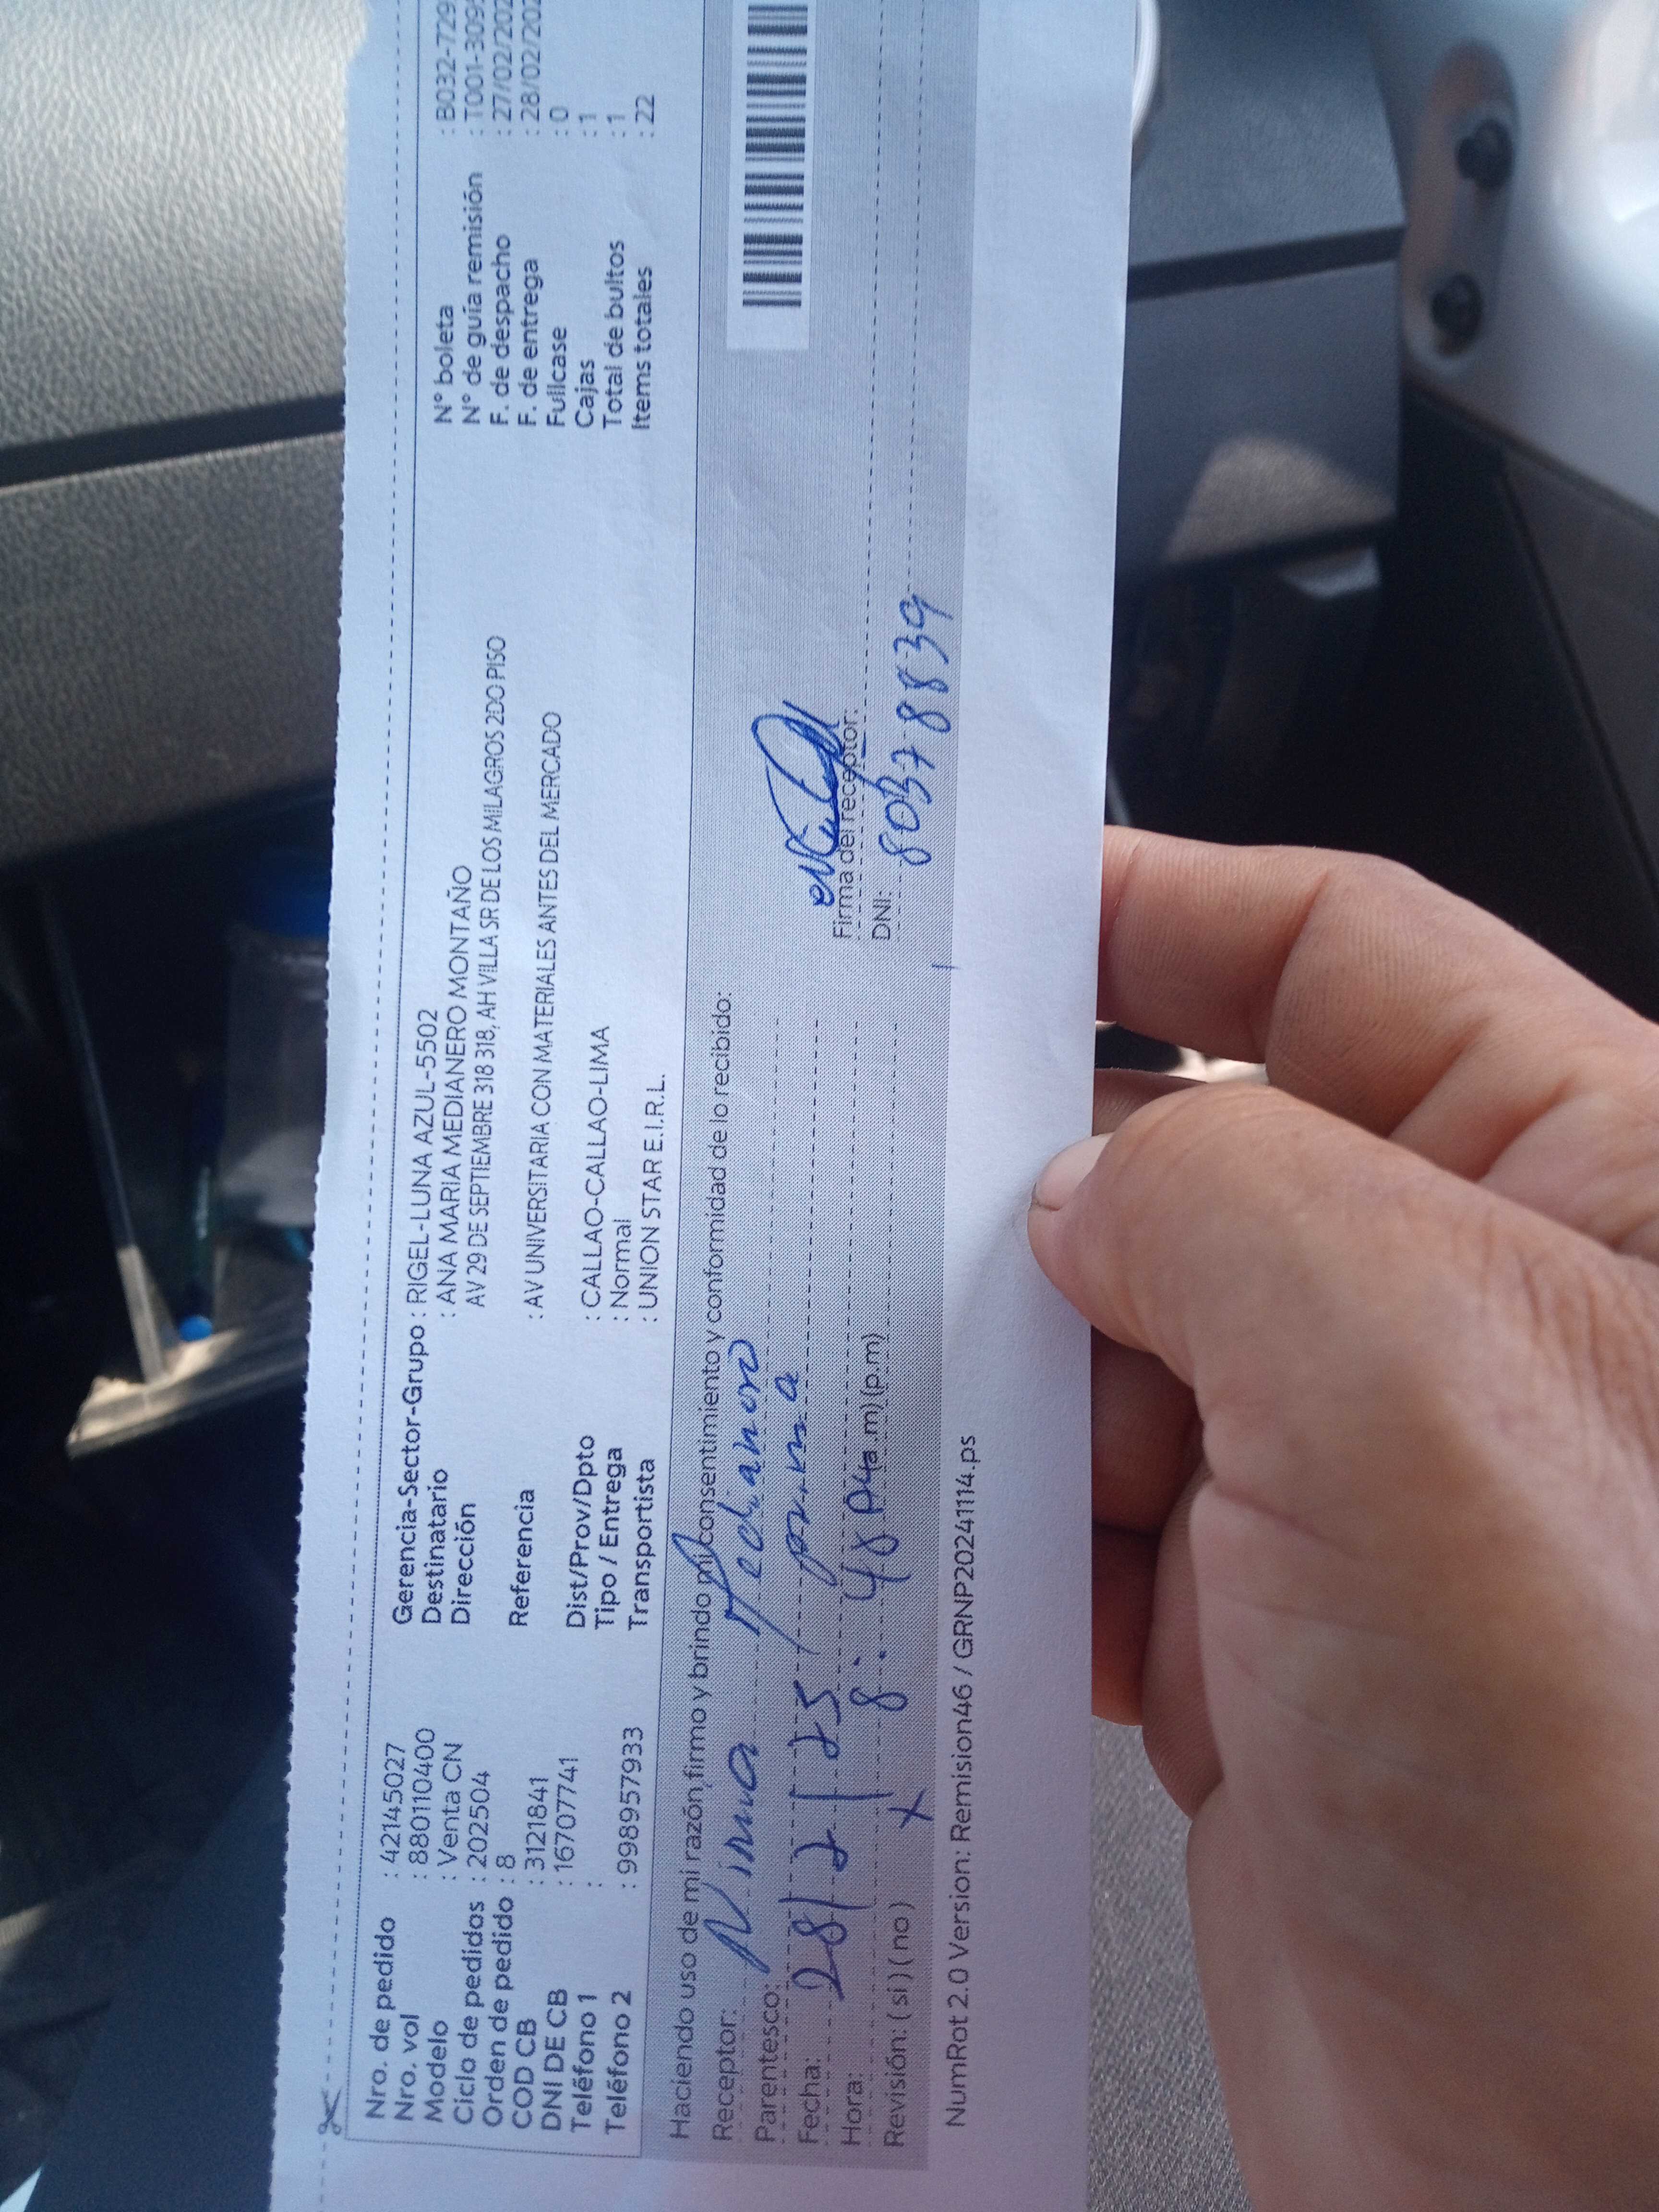 Nro. de pedido : 42145027
Nro. vol : 880110400
Modelo : Venta CN
Ciclo de pedidos : 202504
Orden de pedido : 8
COD CB : 3121841
DNI DE CB : 16707741
Teléfono 1 :
Teléfono 2 : 998957933
Gerencia-Sector-Grupo : RIGEL-LUNA AZUL-5502
Destinatario : ANA MARIA MEDIANERO MONTAÑO
Dirección AV 29 DE SEPTIEMBRE 318 318, AH VILLA SR DE LOS MILAGROS 2DO PISO
Referencia : AV UNIVERSITARIA CON MATERIALES ANTES DEL MERCADO
Dist/Prov/Dpto : CALLAO-CALLAO-LIMA
Tipo / Entrega : Normal
Transportista : UNION STAR E.I.R.L.
N° boleta : B032-729
N° de guía remisión : T001-309
F. de despacho : 27/02/202
F. de entrega : 28/02/202
Fullcase : 0
Cajas : 1
Total de bultos : 1
Items totales : 22
Haciendo uso de mi razón,firmo y brindo mi consentimiento y conformidad de lo recibido:
Receptor: Nima
Parentesco: prima
Fecha: 28/2/25
Hora: 8:48 (a.m)(p.m)
Revisión: (si)(no) X
Firma del receptor:
DNI: 80378839
NumRot 2.0 Version: Remision46 / GRNP20241114.ps